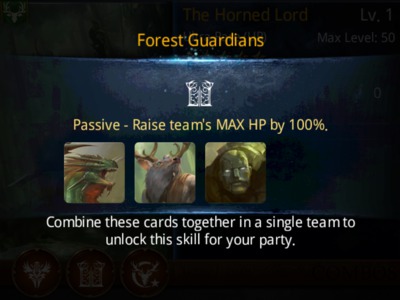 The Horned Lord
Lv. 1
Forest Guardians
Max Level: 50
Passive - Raise team's MAX HP by 100%.
Combine these cards together in a single team to
unlock this skill for your party.